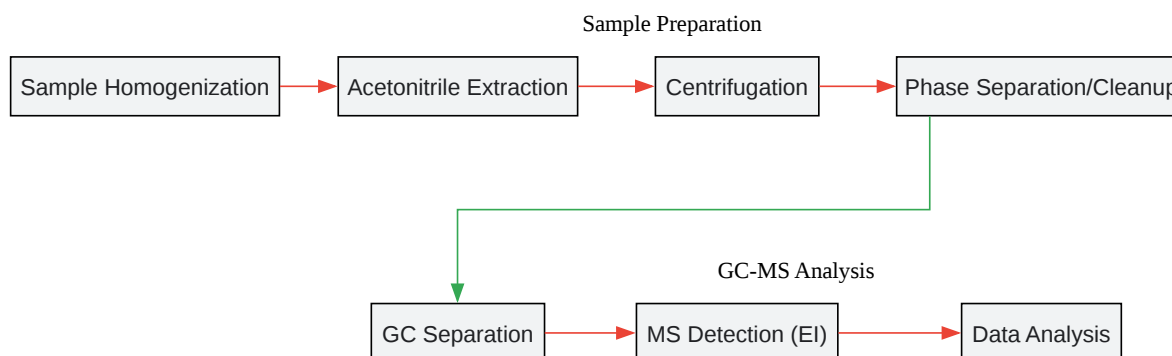 Sample Preparation
Sample Homogenization
Acetonitrile Extraction
Centrifugation
Phase Separation/Cleanup
GC-MS Analysis
GC Separation
MS Detection (EI)
Data Analysis